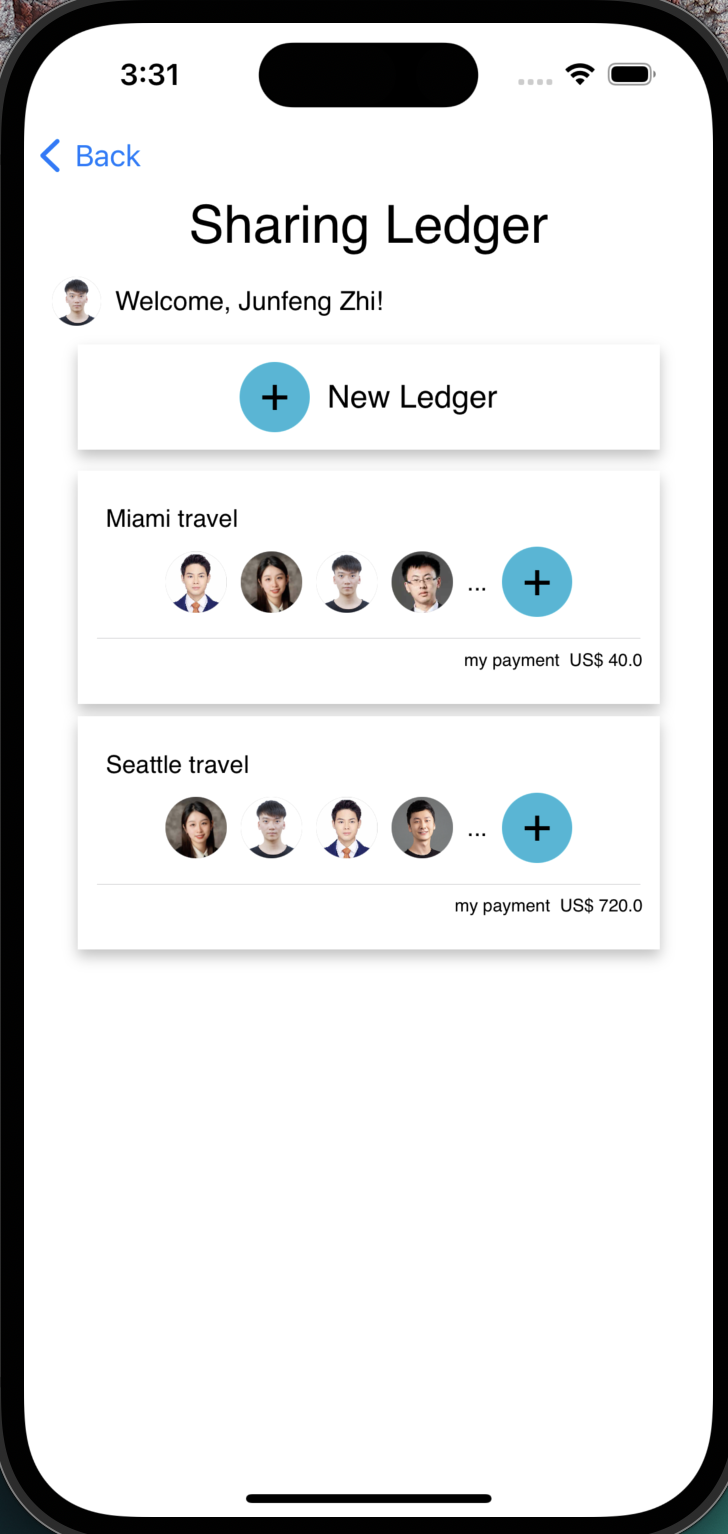 3:31
Back
Sharing Ledger
Welcome, Junfeng Zhi!
+ New Ledger
Miami travel
... +
my payment US$ 40.0
Seattle travel
... +
my payment US$ 720.0